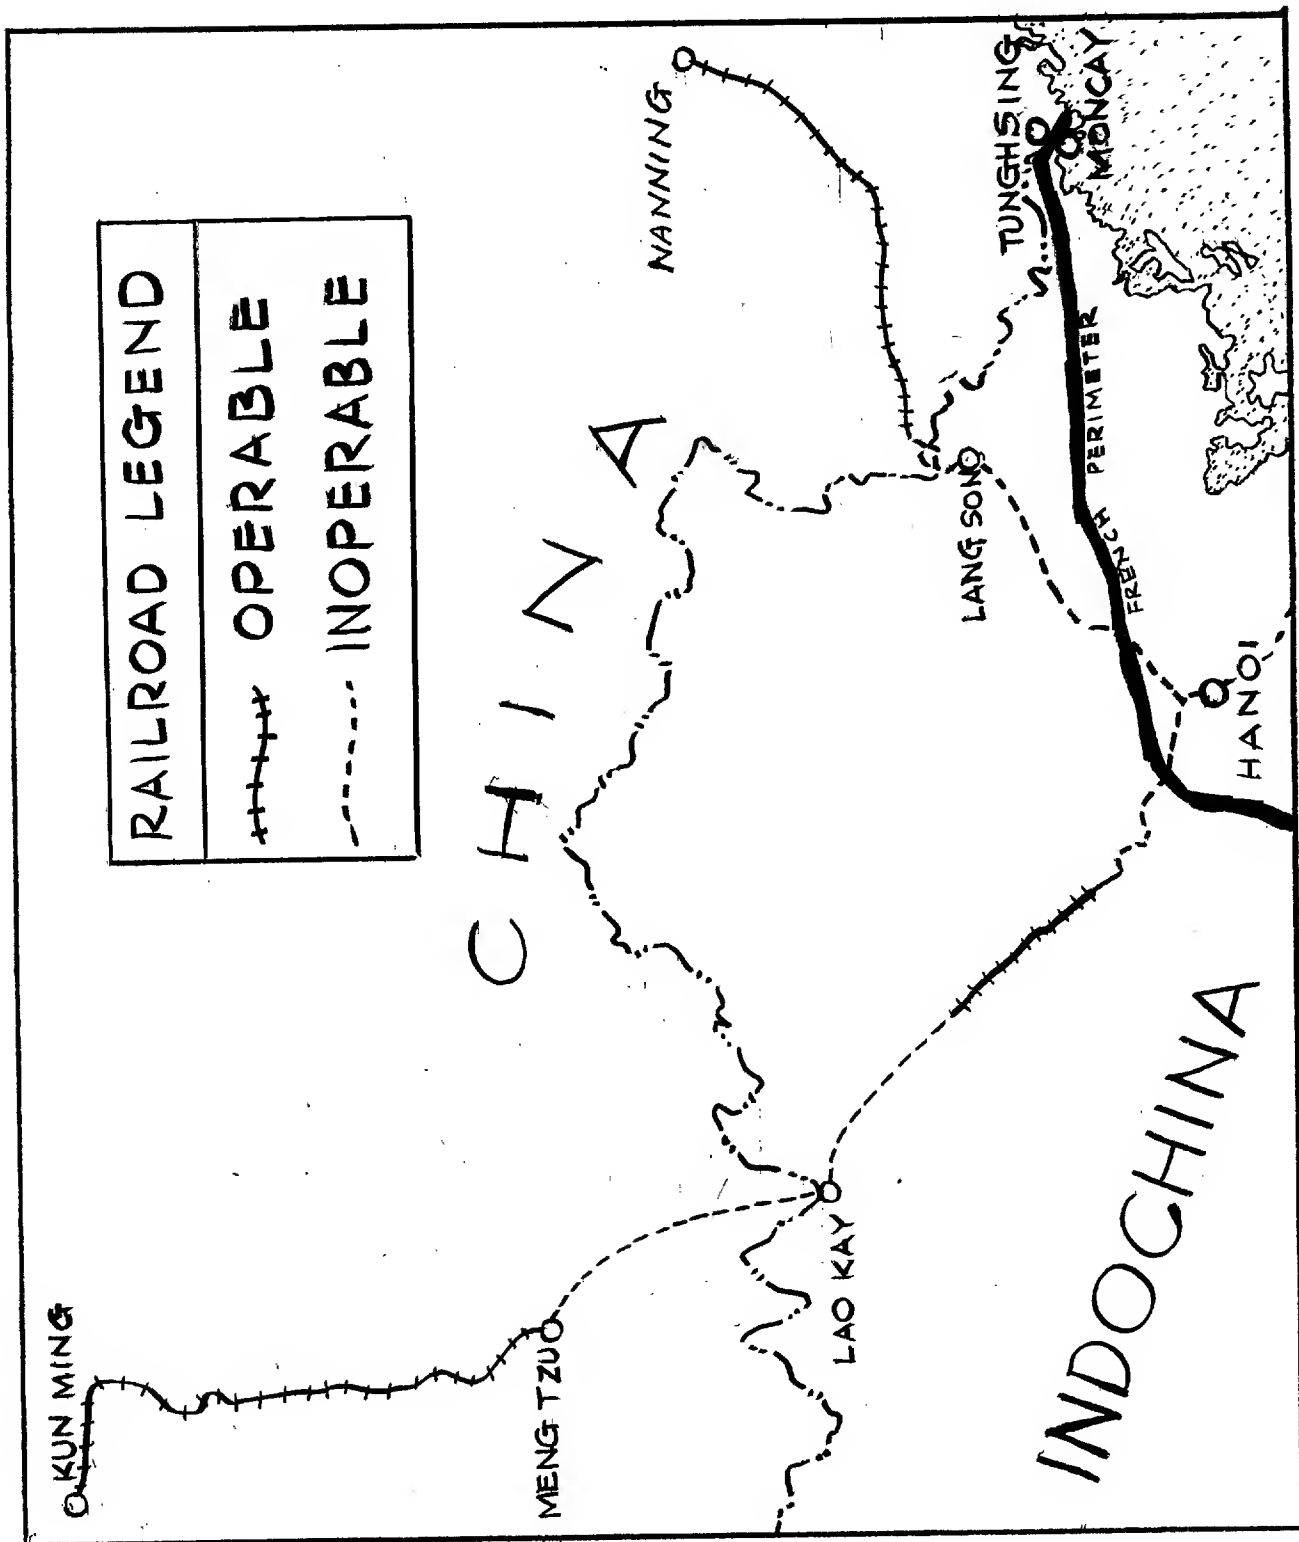 RAILROAD LEGEND
OPERABLE
INOPERABLE
KUN MING
MENG TZU
LAO KAY
CHINA
NANNING
LANG SON
TUNGHSING
MONCAY
FRENCH PERIMETER
HANOI
INDOCHINA